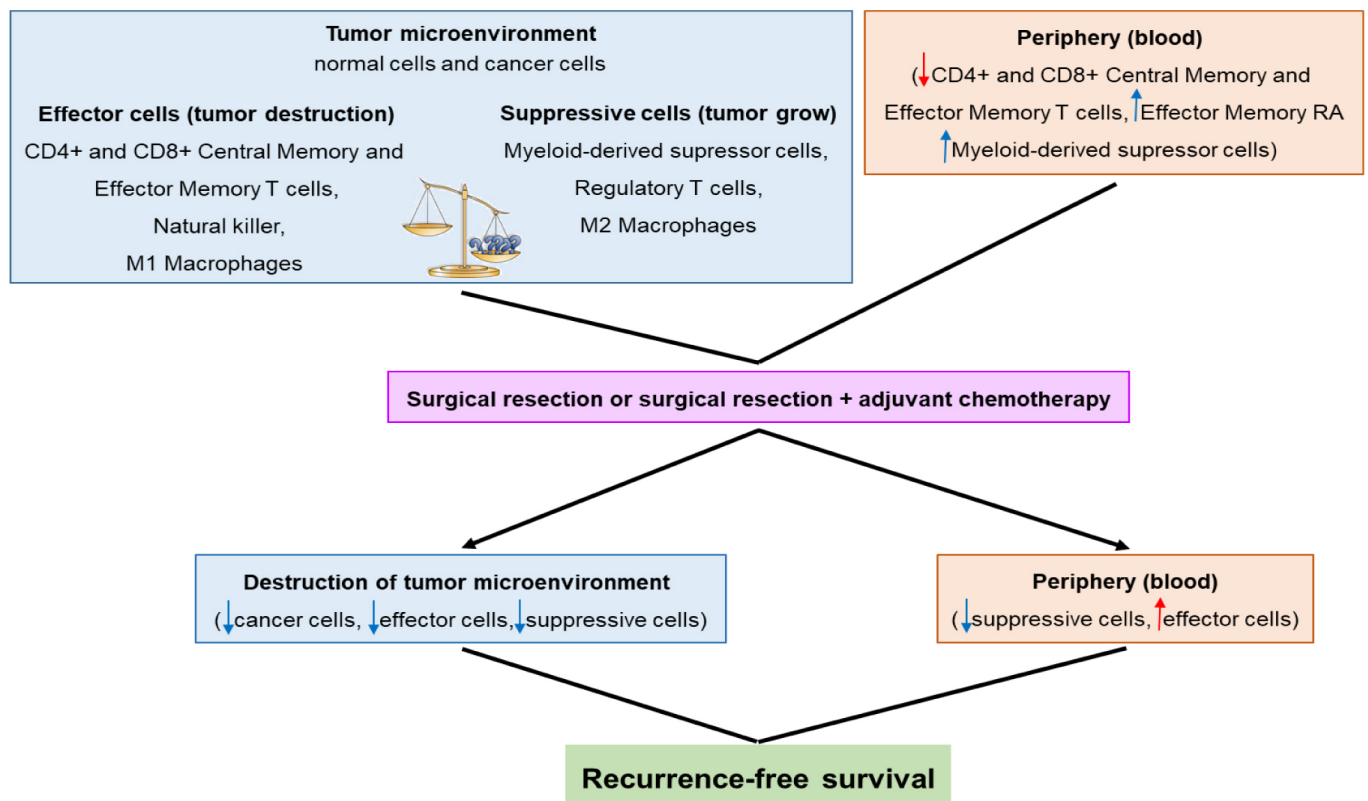 Tumor microenvironment
normal cells and cancer cells
Effector cells (tumor destruction)
CD4+ and CD8+ Central Memory and
Effector Memory T cells,
Natural killer,
M1 Macrophages
Suppressive cells (tumor grow)
Myeloid-derived supressor cells,
Regulatory T cells,
M2 Macrophages
????
Periphery (blood)
(↓CD4+ and CD8+ Central Memory and
Effector Memory T cells, ↑Effector Memory RA
↑Myeloid-derived supressor cells)
Surgical resection or surgical resection + adjuvant chemotherapy
Destruction of tumor microenvironment
(↓cancer cells, ↓effector cells,↓suppressive cells)
Periphery (blood)
(↓suppressive cells, ↑effector cells)
Recurrence-free survival